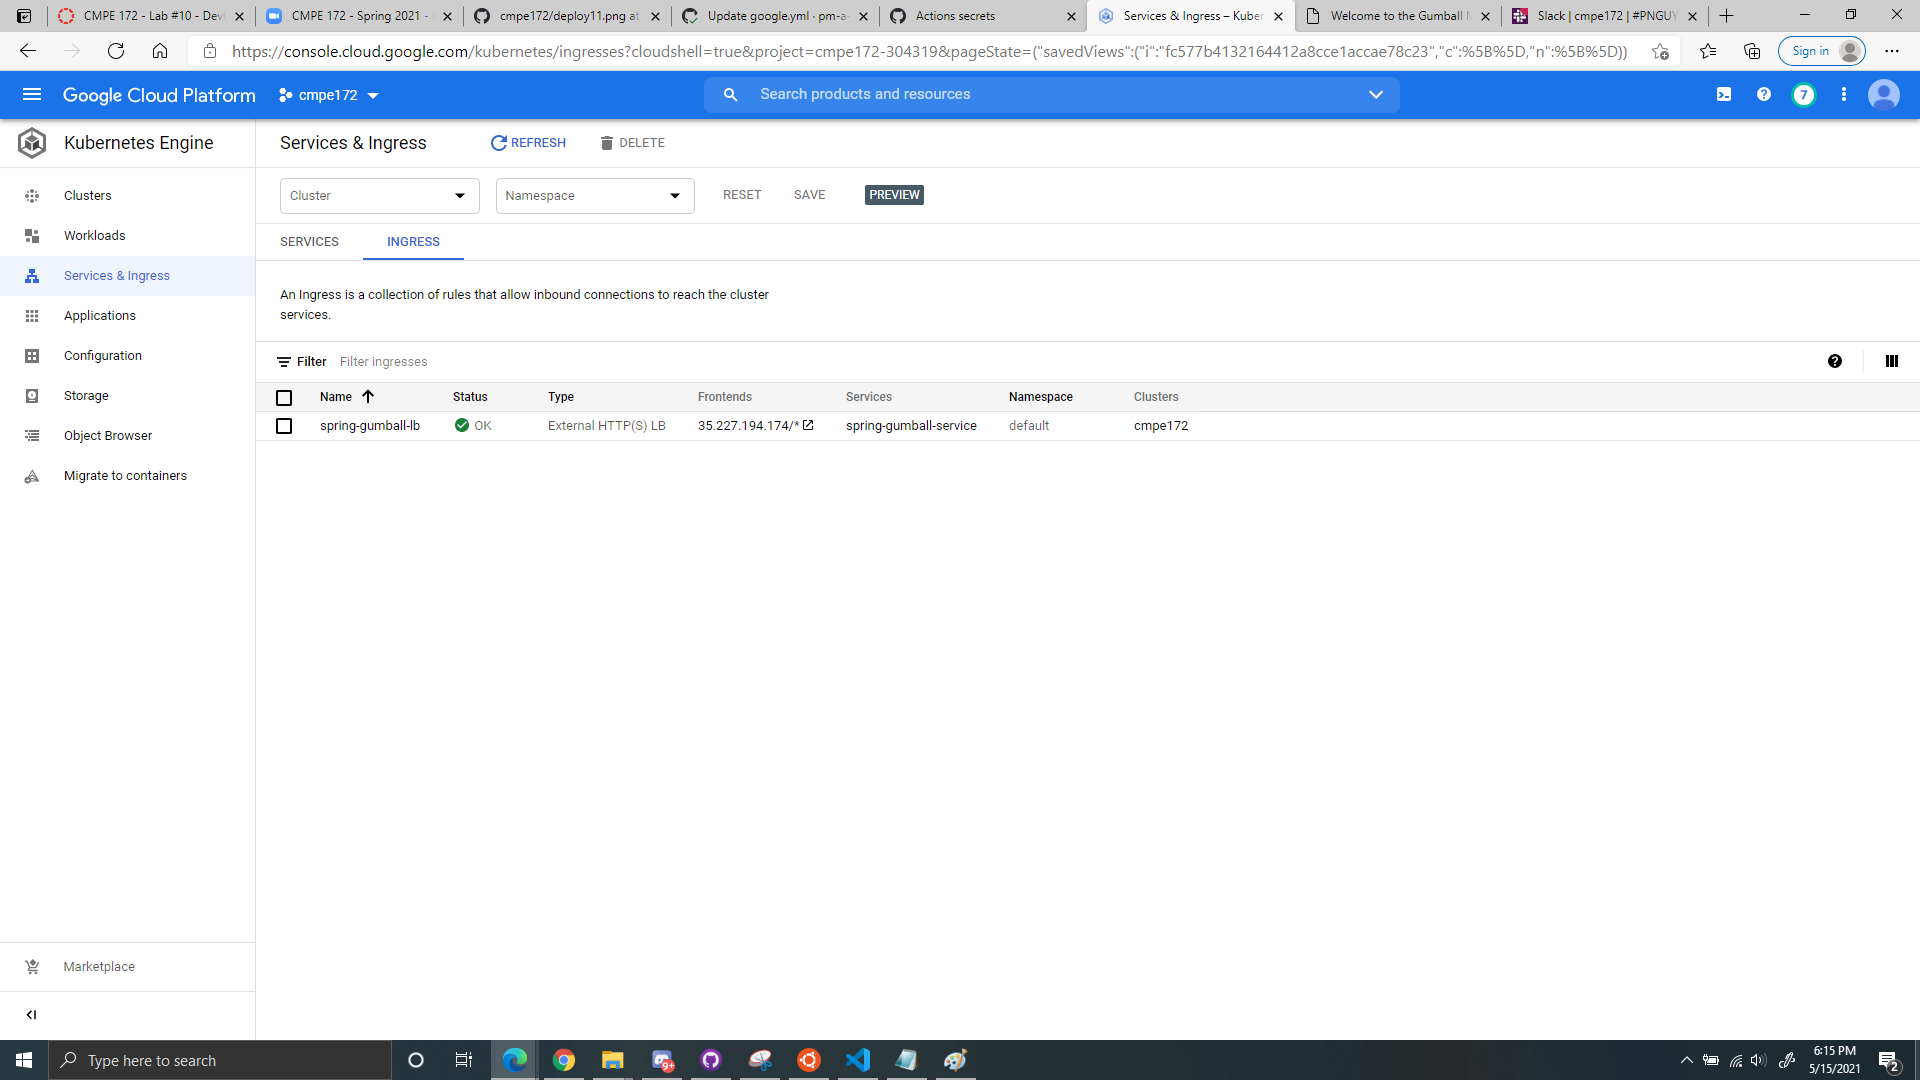 CMPE 172 - Lab #10 - Dev
CMPE 172 - Spring 2021 -
cmpe172/deploy11.png at
Update google.yml · pm-a-
Actions secrets
Services & Ingress – Kuber
Welcome to the Gumball M
Slack | cmpe172 | #PNGUY
https://console.cloud.google.com/kubernetes/ingresses?cloudshell=true&project=cmpe172-304319&pageState=("savedViews":("i":"fc577b4132164412a8cce1accae78c23","c":%5B%5D,"n":%5B%5D))
Sign in
Google Cloud Platform
cmpe172
Search products and resources
7
Kubernetes Engine
Services & Ingress
REFRESH
DELETE
Clusters
Workloads
Services & Ingress
Applications
Configuration
Storage
Object Browser
Migrate to containers
Marketplace
Cluster
Namespace
RESET
SAVE
PREVIEW
SERVICES
INGRESS
An Ingress is a collection of rules that allow inbound connections to reach the cluster
services.
Filter Filter ingresses
Name Status Type Frontends Services Namespace Clusters
spring-gumball-lb OK External HTTP(S) LB 35.227.194.174/* spring-gumball-service default cmpe172
Type here to search
9+
6:15 PM
5/15/2021
2